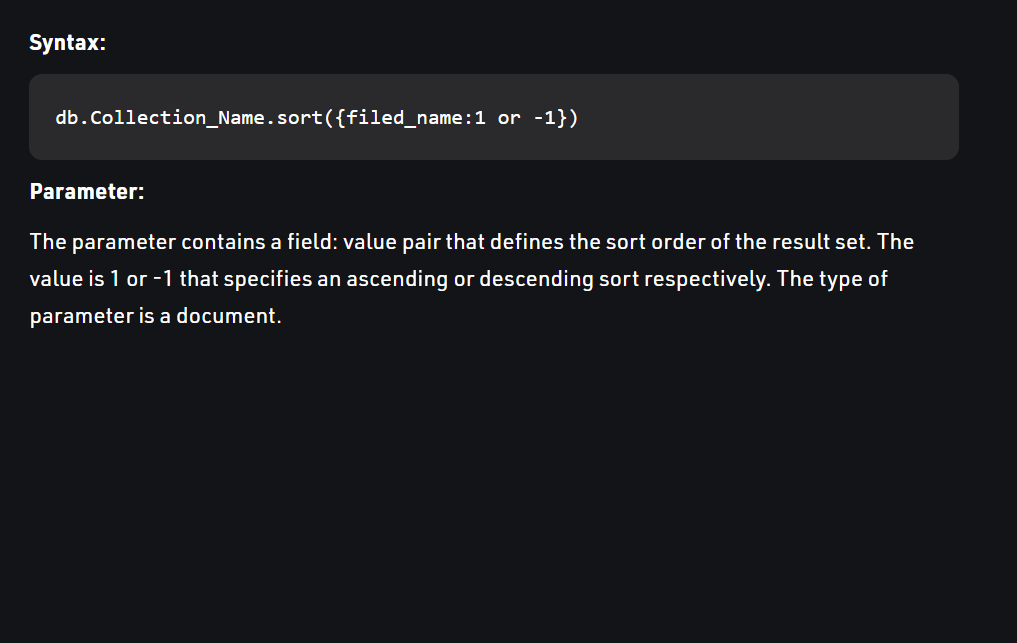 Syntax:
db.Collection_Name.sort({filed_name:1 or -1})
Parameter:
The parameter contains a field: value pair that defines the sort order of the result set. The
value is 1 or -1 that specifies an ascending or descending sort respectively. The type of
parameter is a document.